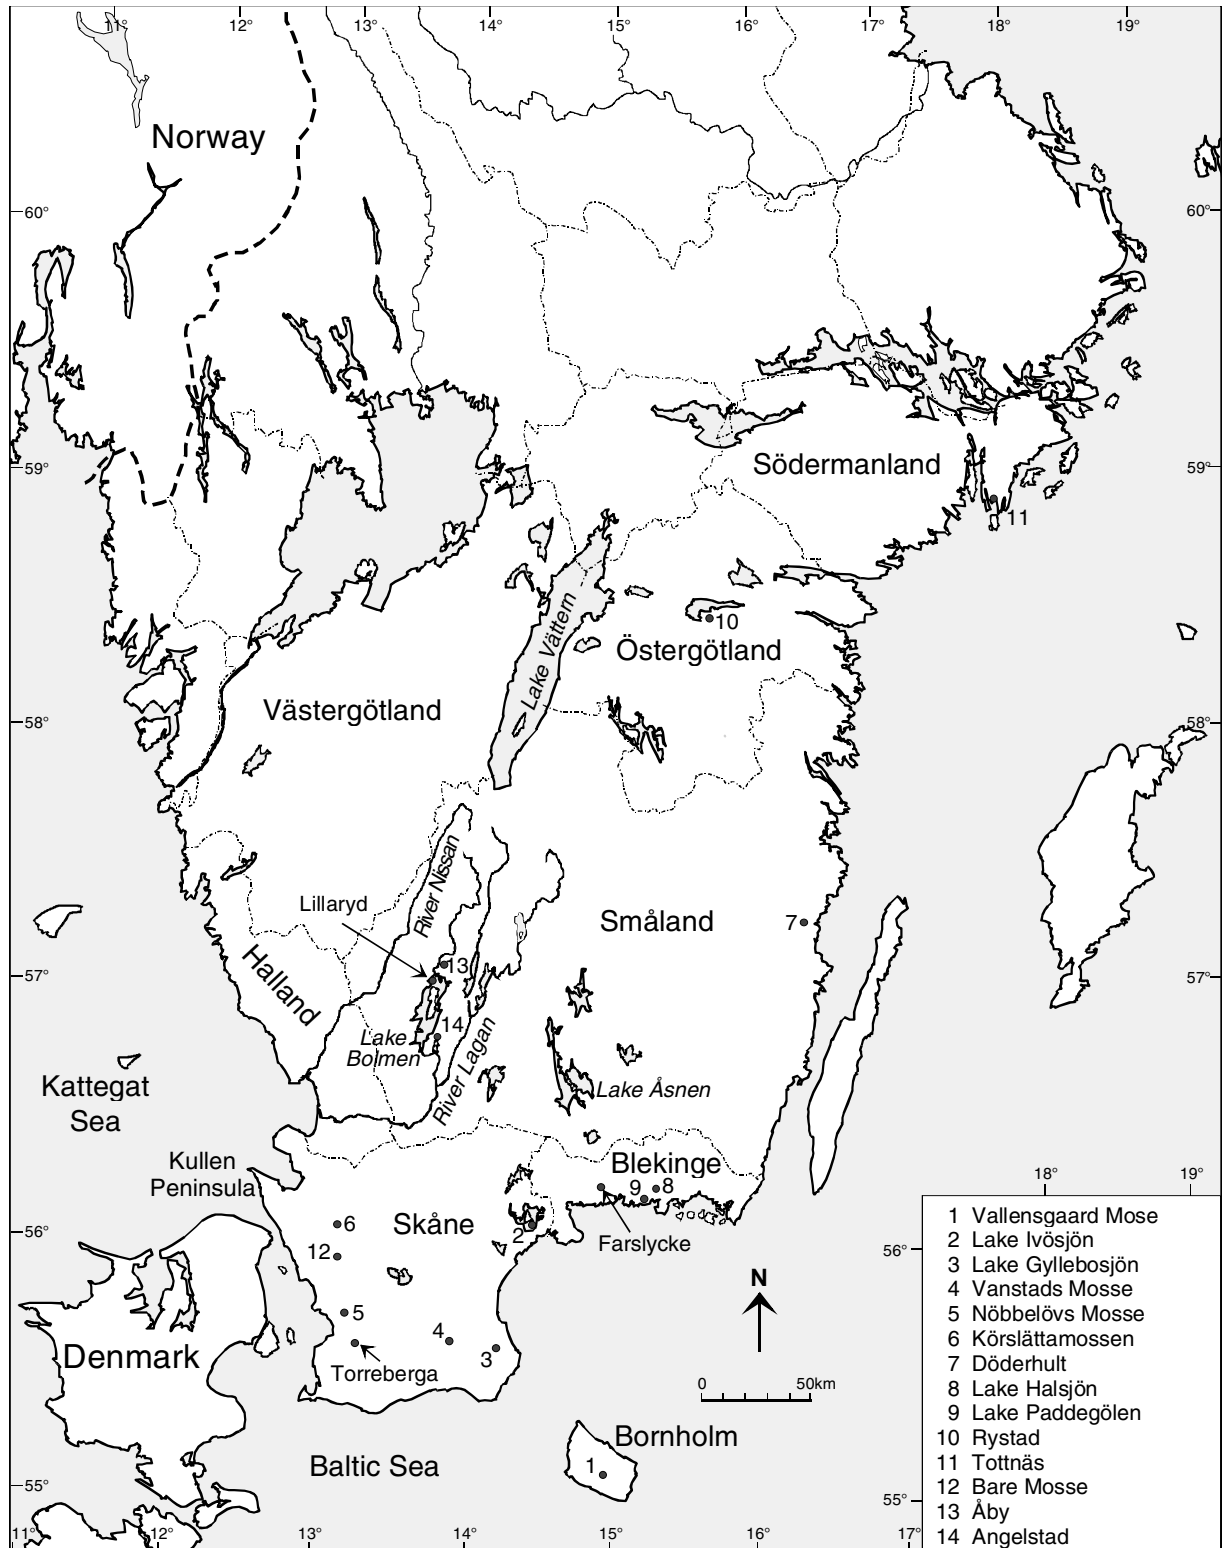 11° 12° 13° 14° 15° 16° 17° 18° 19°
Norway
60° 60°
59° 59°
Södermanland
11
10
Östergötland
Lake Vättern
Västergötland
58° 58°
River Nissan
Lillaryd
Småland
7
13
57° 57°
Halland
14
Lake
Bolmen
River Lagan
Lake Åsnen
Kattegat
Sea
Kullen
Peninsula
Blekinge
9 8
18° 19°
6
Skåne
2
Farslycke
56° 56°
12
N
5
4
3
Torreberga
Denmark
0 50km
Bornholm
1
Baltic Sea
55° 55°
11° 12° 13° 14° 15° 16° 17°
1 Vallensgaard Mose
2 Lake Ivösjön
3 Lake Gyllebosjön
4 Vanstads Mosse
5 Nöbbelövs Mosse
6 Körslättamossen
7 Döderhult
8 Lake Halsjön
9 Lake Paddegölen
10 Rystad
11 Tottnäs
12 Bare Mosse
13 Åby
14 Angelstad